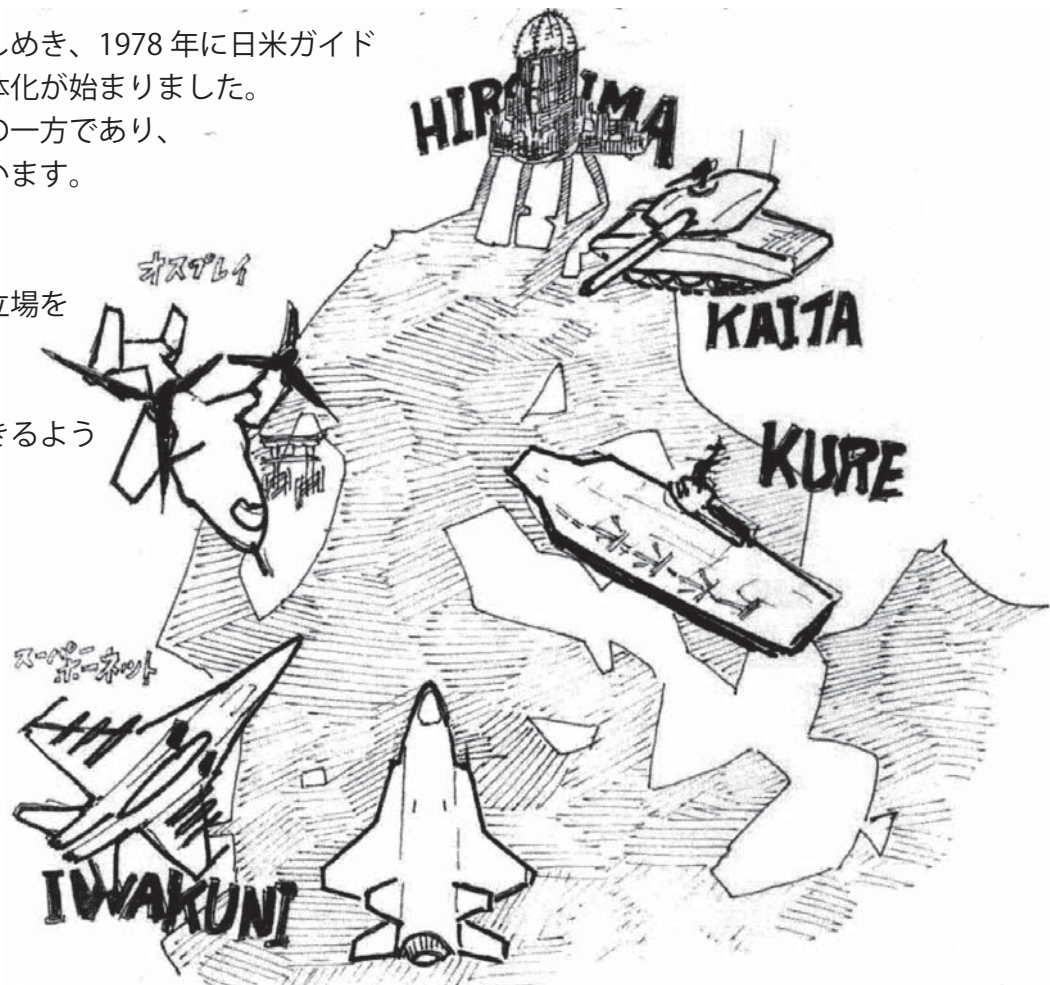 しめき、1978 年に日米ガイド
体化が始まりました。
の一方であり、
います。
立場を
きるよう
HIROSHIMA
KAITA
オスプレイ
KURE
スーパー
ホーネット
IWAKUNI